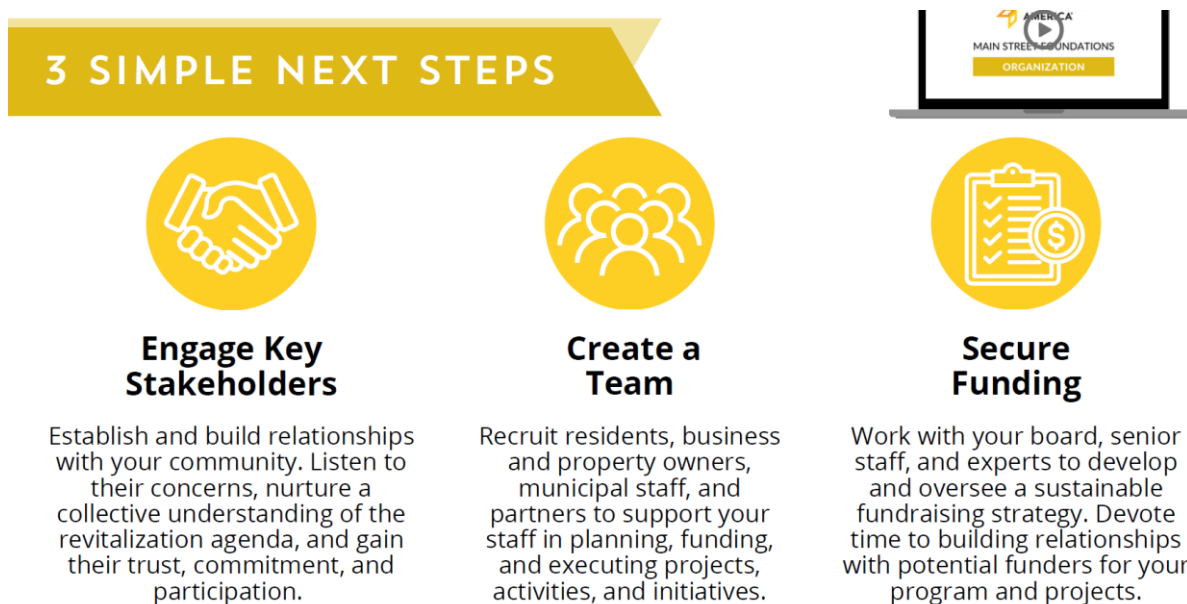 3 SIMPLE NEXT STEPS
AMERICA
MAIN STREET FOUNDATIONS
ORGANIZATION
Engage Key
Stakeholders
Establish and build relationships
with your community. Listen to
their concerns, nurture a
collective understanding of the
revitalization agenda, and gain
their trust, commitment, and
participation.
Create a
Team
Recruit residents, business
and property owners,
municipal staff, and
partners to support your
staff in planning, funding,
and executing projects,
activities, and initiatives.
Secure
Funding
$
Work with your board, senior
staff, and experts to develop
and oversee a sustainable
fundraising strategy. Devote
time to building relationships
with potential funders for your
program and projects.